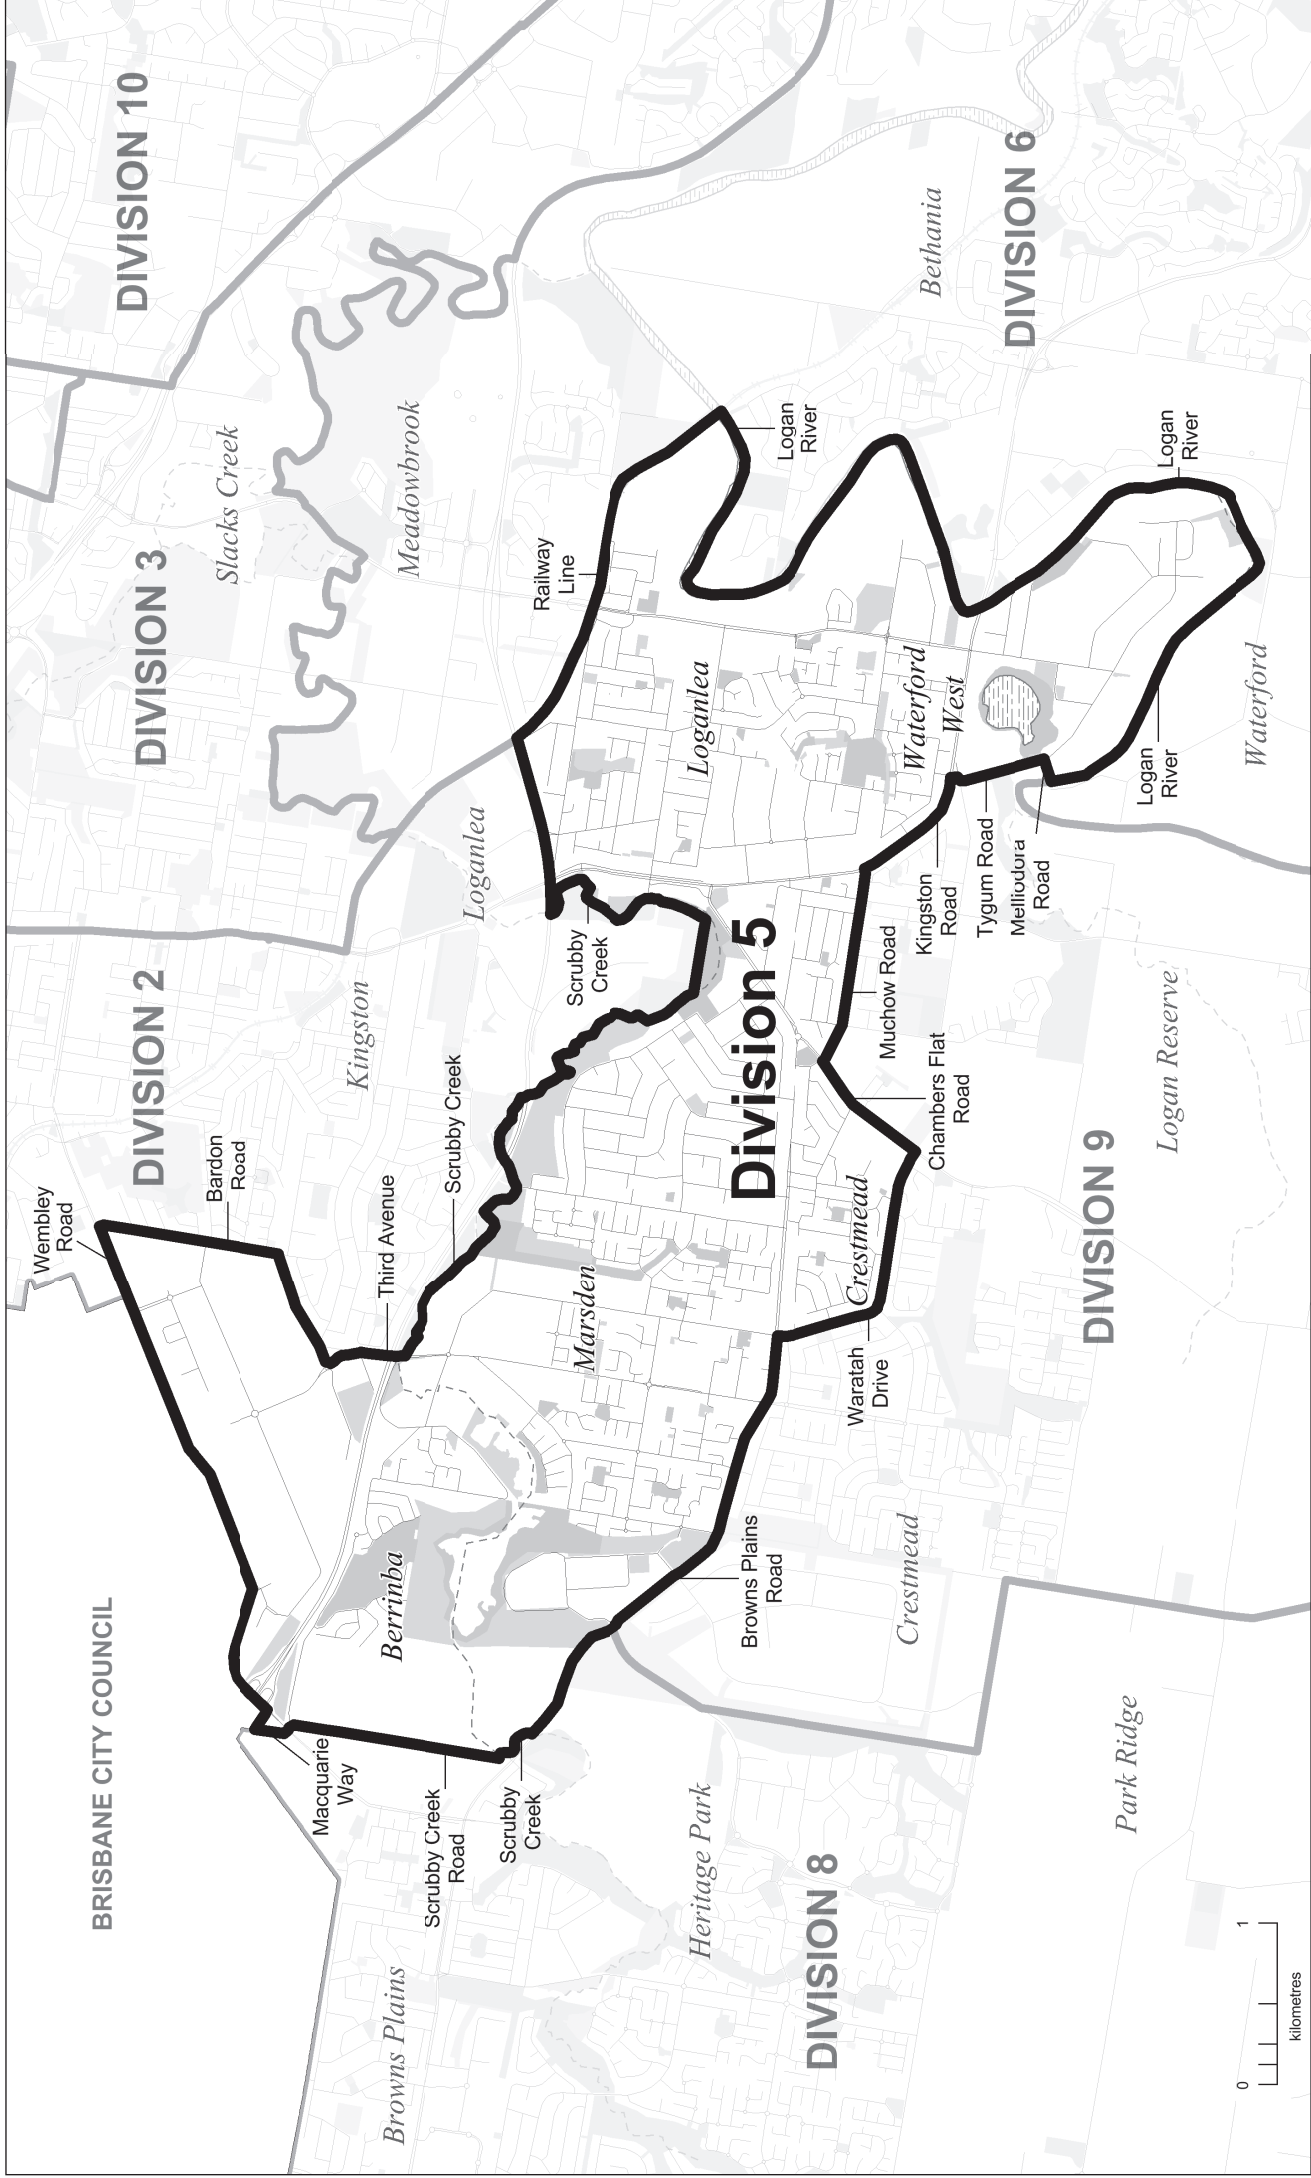 BRISBANE CITY COUNCIL
DIVISION 2
DIVISION 3
DIVISION 10
Wembley
Road
Bardon
Road
Slacks Creek
Third Avenue
Kingston
Meadowbrook
Macquarie
Way
Scrubby Creek
Loganlea
Browns Plains
Berrinba
Scrubby Creek
Road
Scrubby
Creek
Railway
Line
Scrubby
Creek
Marsden
Heritage Park
Loganlea
Logan
River
Browns Plains
Road
Division 5
DIVISION 8
Crestmead
Waratah
Drive
Crestmead
Muchow Road
Waterford
West
Kingston
Road
Bethania
Chambers Flat
Road
Tygum Road
Melliodora
Road
DIVISION 6
DIVISION 9
Park Ridge
Logan Reserve
Logan
River
Logan
River
Waterford
0
1
kilometres